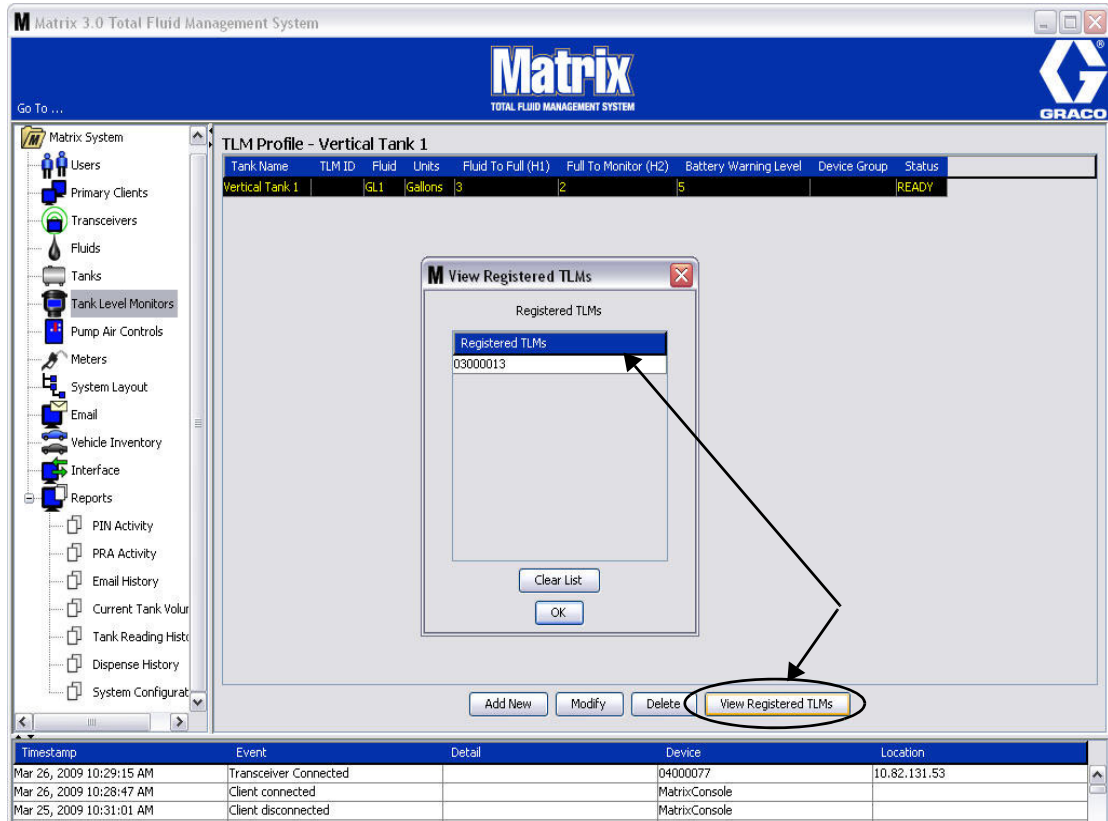 M Matrix 3.0 Total Fluid Management System
Matrix
TOTAL FLUID MANAGEMENT SYSTEM
GRACO
®
Go To ...
Matrix System
Users
Primary Clients
Transceivers
Fluids
Tanks
Tank Level Monitors
Pump Air Controls
Meters
System Layout
Email
Vehicle Inventory
Interface
Reports
PIN Activity
PRA Activity
Email History
Current Tank Volur
Tank Reading Histo
Dispense History
System Configurat
TLM Profile - Vertical Tank 1
Tank Name TLM ID Fluid Units Fluid To Full (H1) Full To Monitor (H2) Battery Warning Level Device Group Status
Vertical Tank 1 GL1 Gallons 3 2 5 READY
M View Registered TLMs
Registered TLMs
Registered TLMs
03000013
Clear List
OK
Add New Modify Delete View Registered TLMs
Timestamp Event Detail Device Location
Mar 26, 2009 10:29:15 AM Transceiver Connected 04000077 10.82.131.53
Mar 26, 2009 10:28:47 AM Client connected MatrixConsole
Mar 25, 2009 10:31:01 AM Client disconnected MatrixConsole